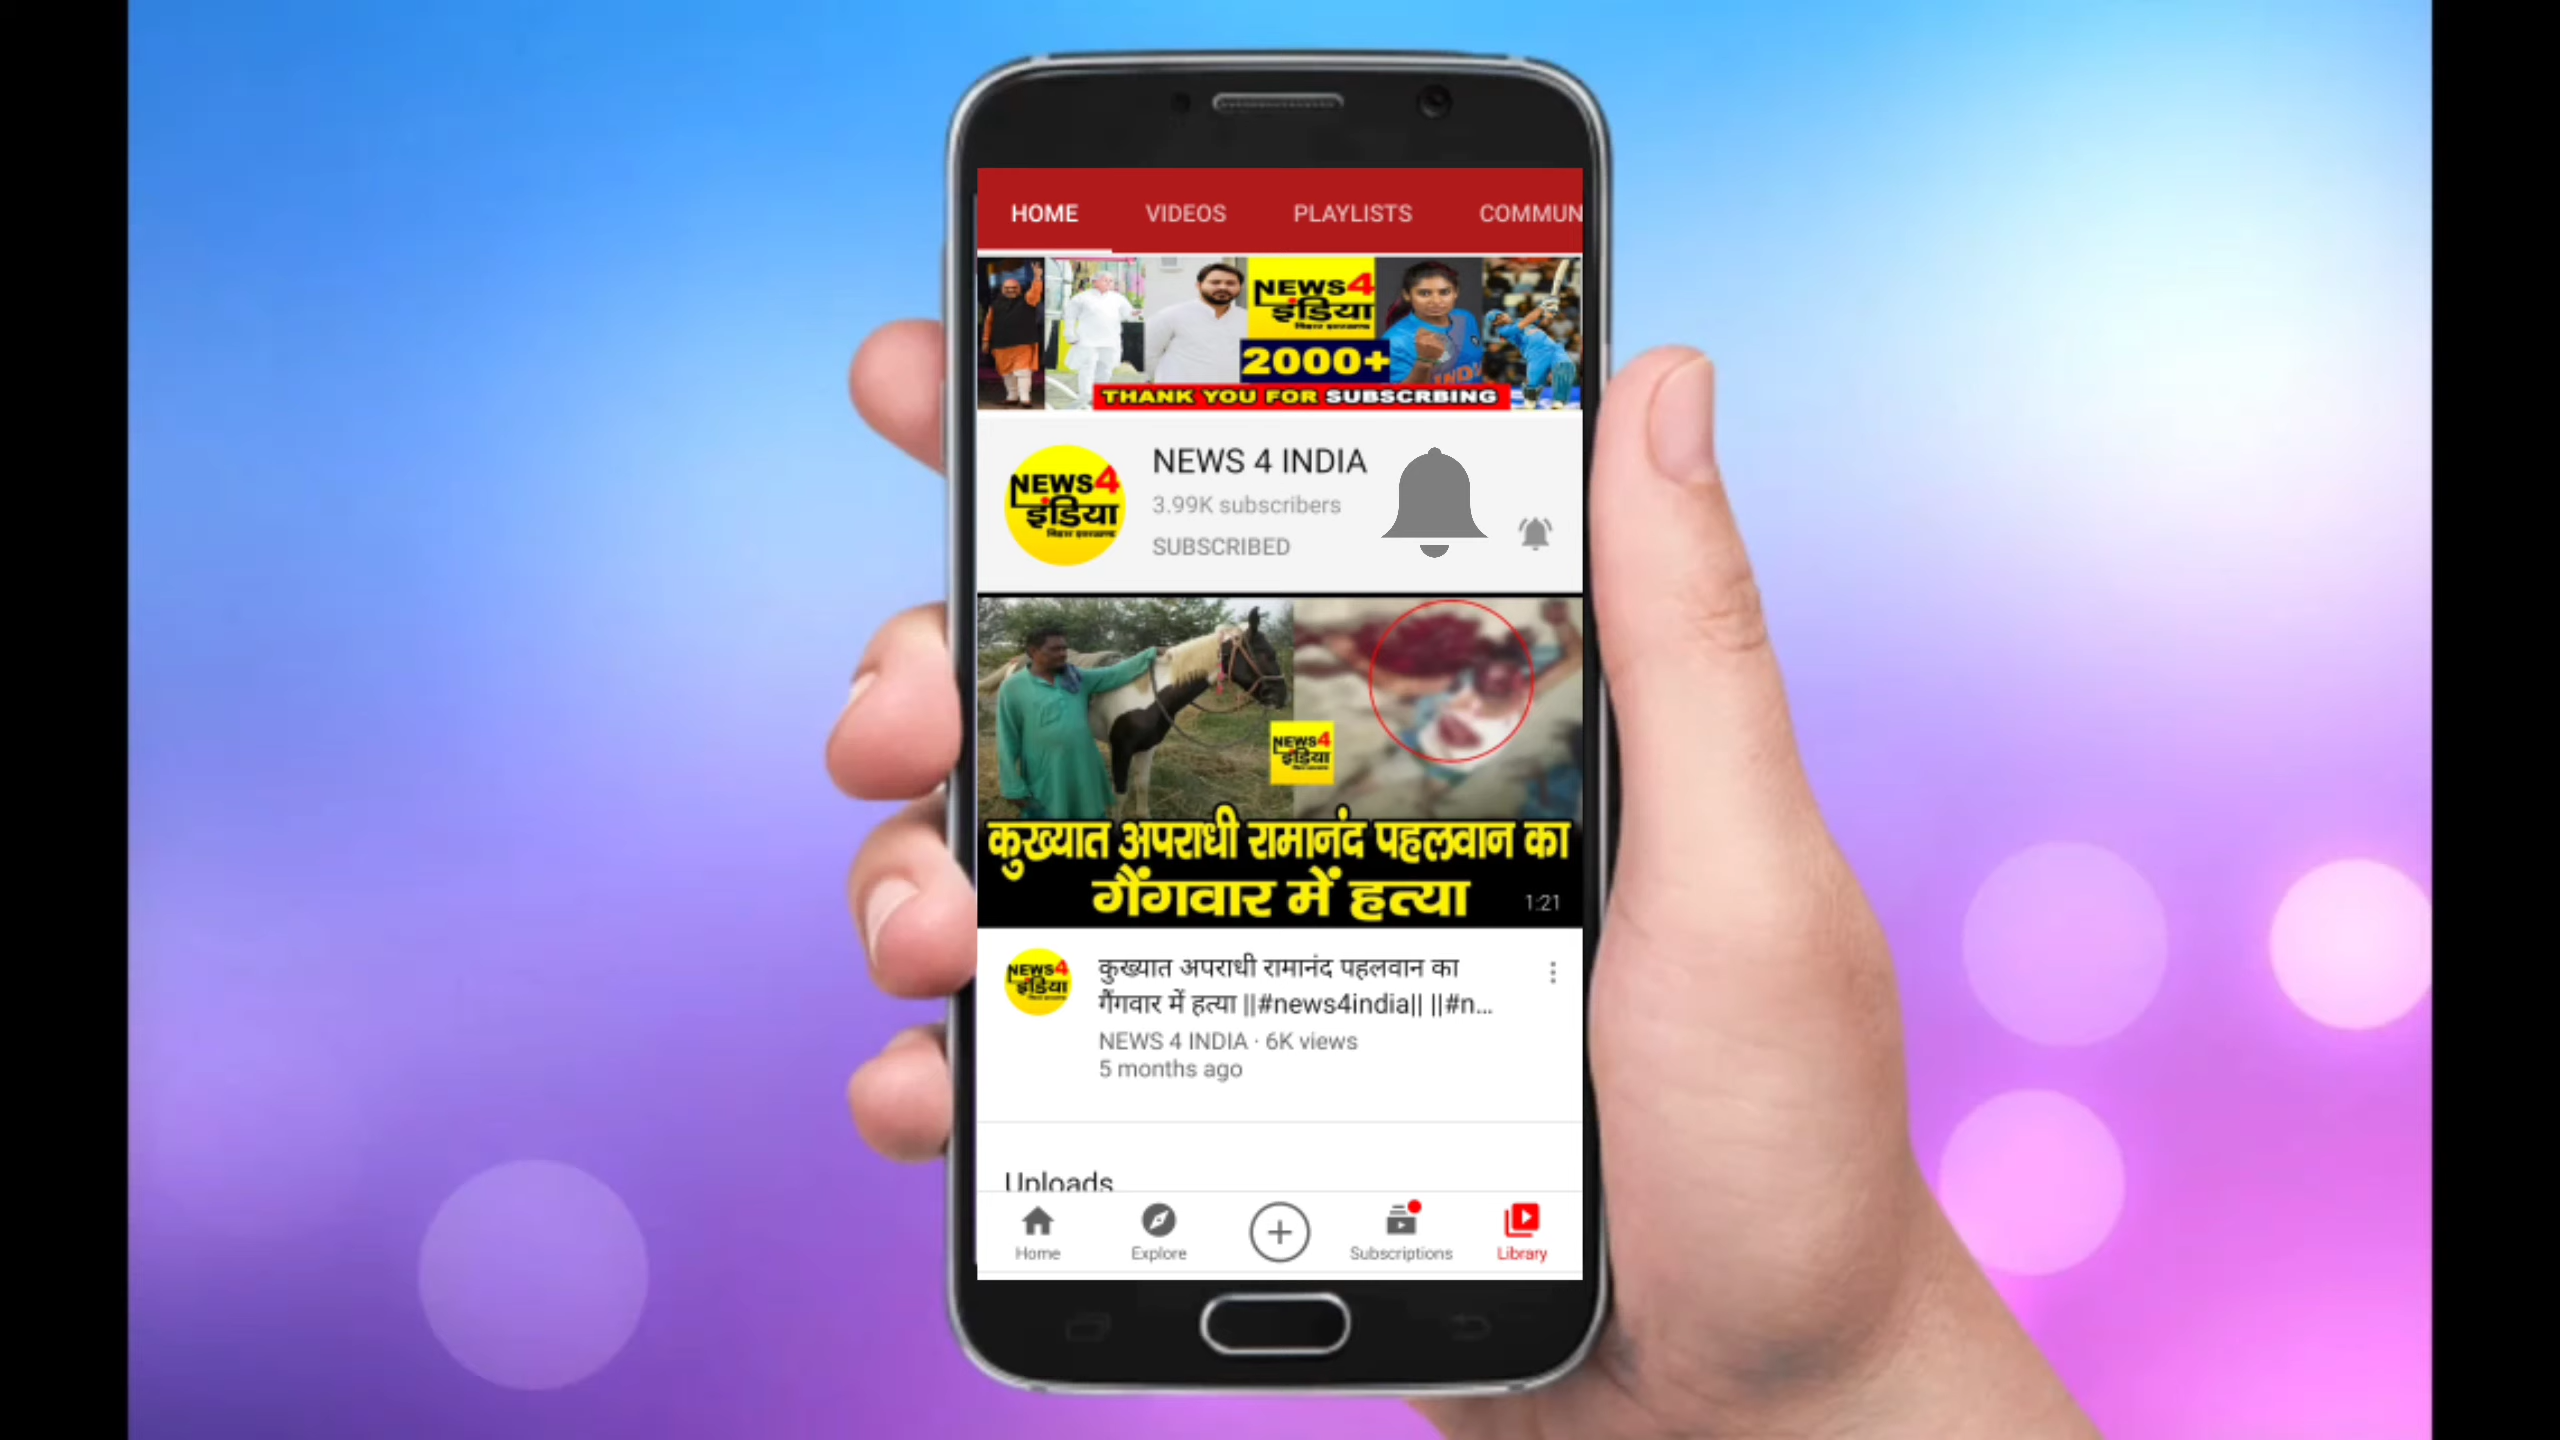 HOME VIDEOS PLAYLISTS COMMUN
NEWS4
इंडिया
2000+
THANK YOU FOR SUBSCRBING
NEWS4
इंडिया
NEWS 4 INDIA
3.99K subscribers
SUBSCRIBED
NEWS4
इंडिया
कुख्यात अपराधी रामानंद पहलवान का
गैंगवार में हत्या
1:21
NEWS4
इंडिया
कुख्यात अपराधी रामानंद पहलवान का
गैंगवार में हत्या ||#news4india|| ||#n...
NEWS 4 INDIA · 6K views
5 months ago
Uploads
Home Explore Subscriptions Library